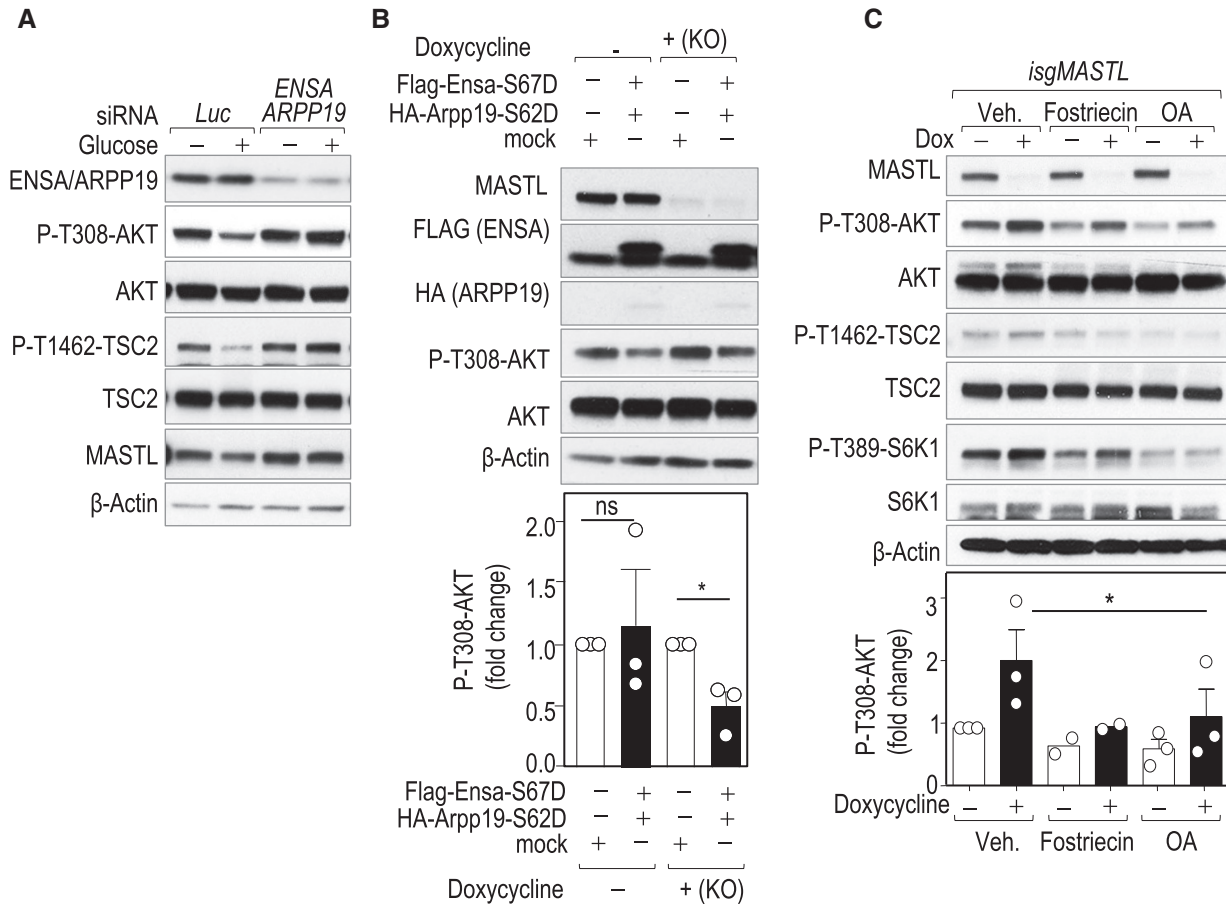 A
siRNA Luc ENSA ARPP19
Glucose – + – +
ENSA/ARPP19
P-T308-AKT
AKT
P-T1462-TSC2
TSC2
MASTL
β-Actin
B
Doxycycline - + (KO)
Flag-Ensa-S67D – + – +
HA-Arpp19-S62D – + – +
mock + – + –
MASTL
FLAG (ENSA)
HA (ARPP19)
P-T308-AKT
AKT
β-Actin
P-T308-AKT
(fold change)
2.0
1.5
1.0
0.5
0.0
ns
*
Flag-Ensa-S67D – + – +
HA-Arpp19-S62D – + – +
mock + – + –
Doxycycline – + (KO)
C
isgMASTL
Veh. Fostriecin OA
Dox – + – + – +
MASTL
P-T308-AKT
AKT
P-T1462-TSC2
TSC2
P-T389-S6K1
S6K1
β-Actin
P-T308-AKT
(fold change)
3
2
1
0
*
Doxycycline – + – + – +
Veh. Fostriecin OA